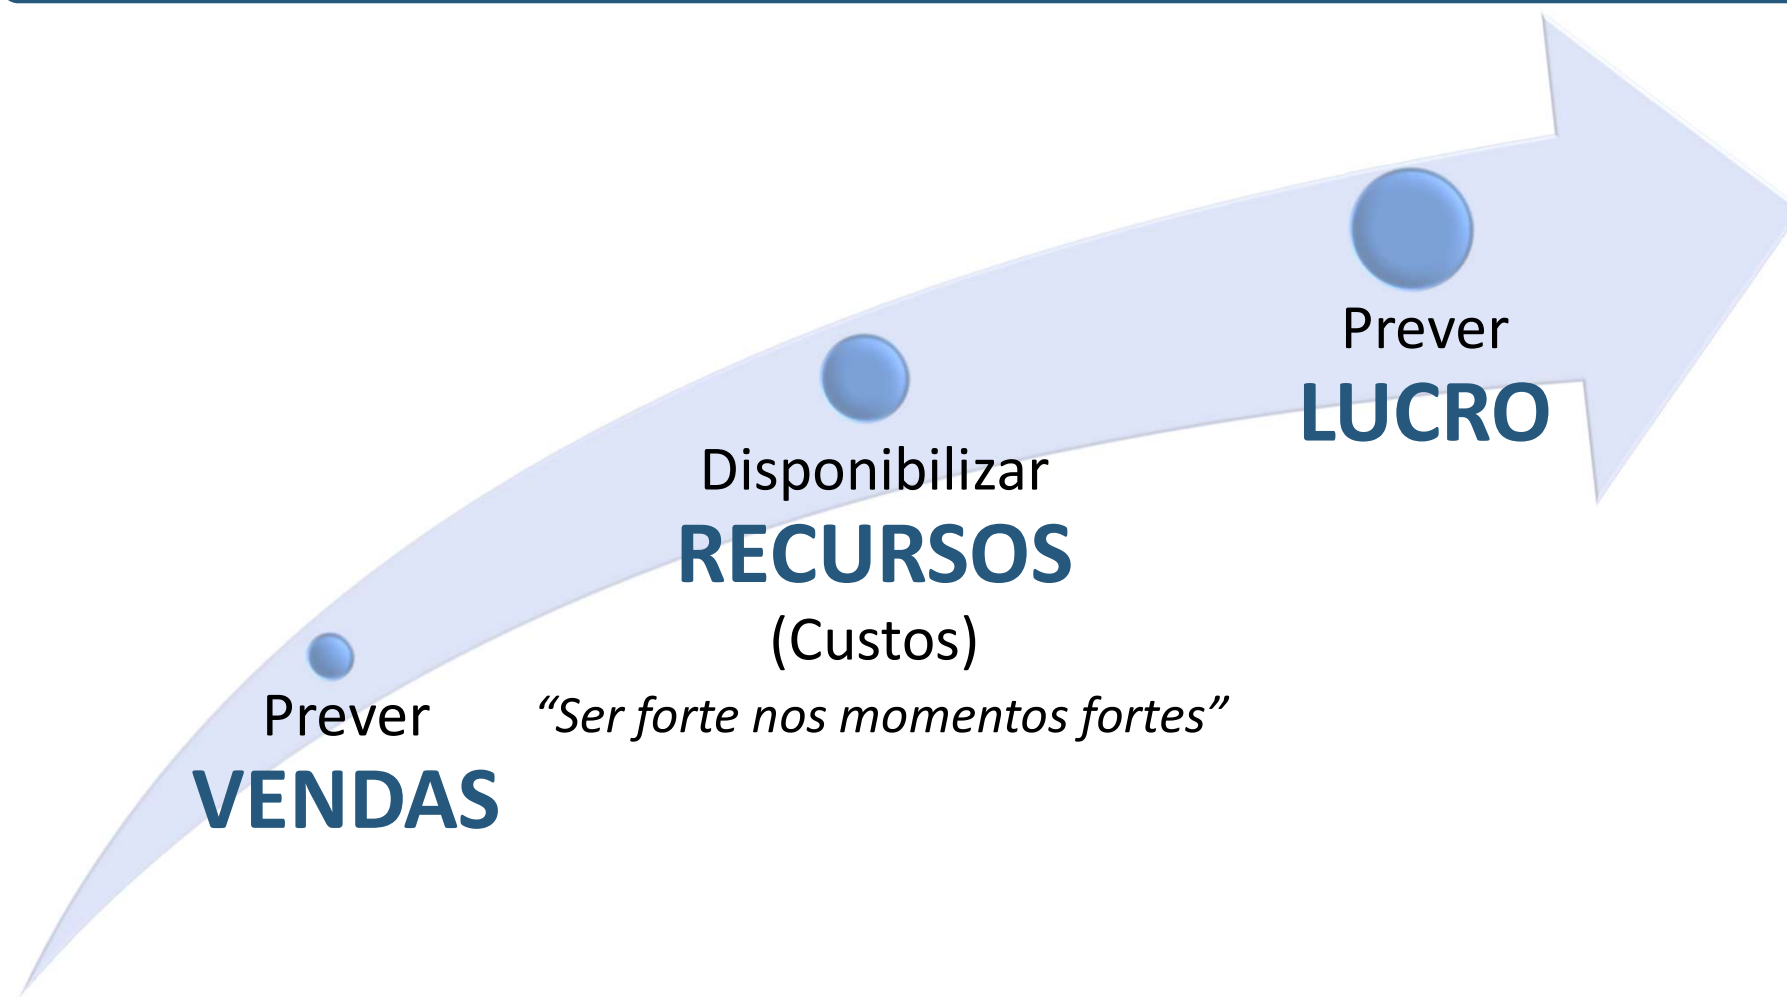 Prever
VENDAS
Disponibilizar
RECURSOS
(Custos)
“Ser forte nos momentos fortes”
Prever
LUCRO